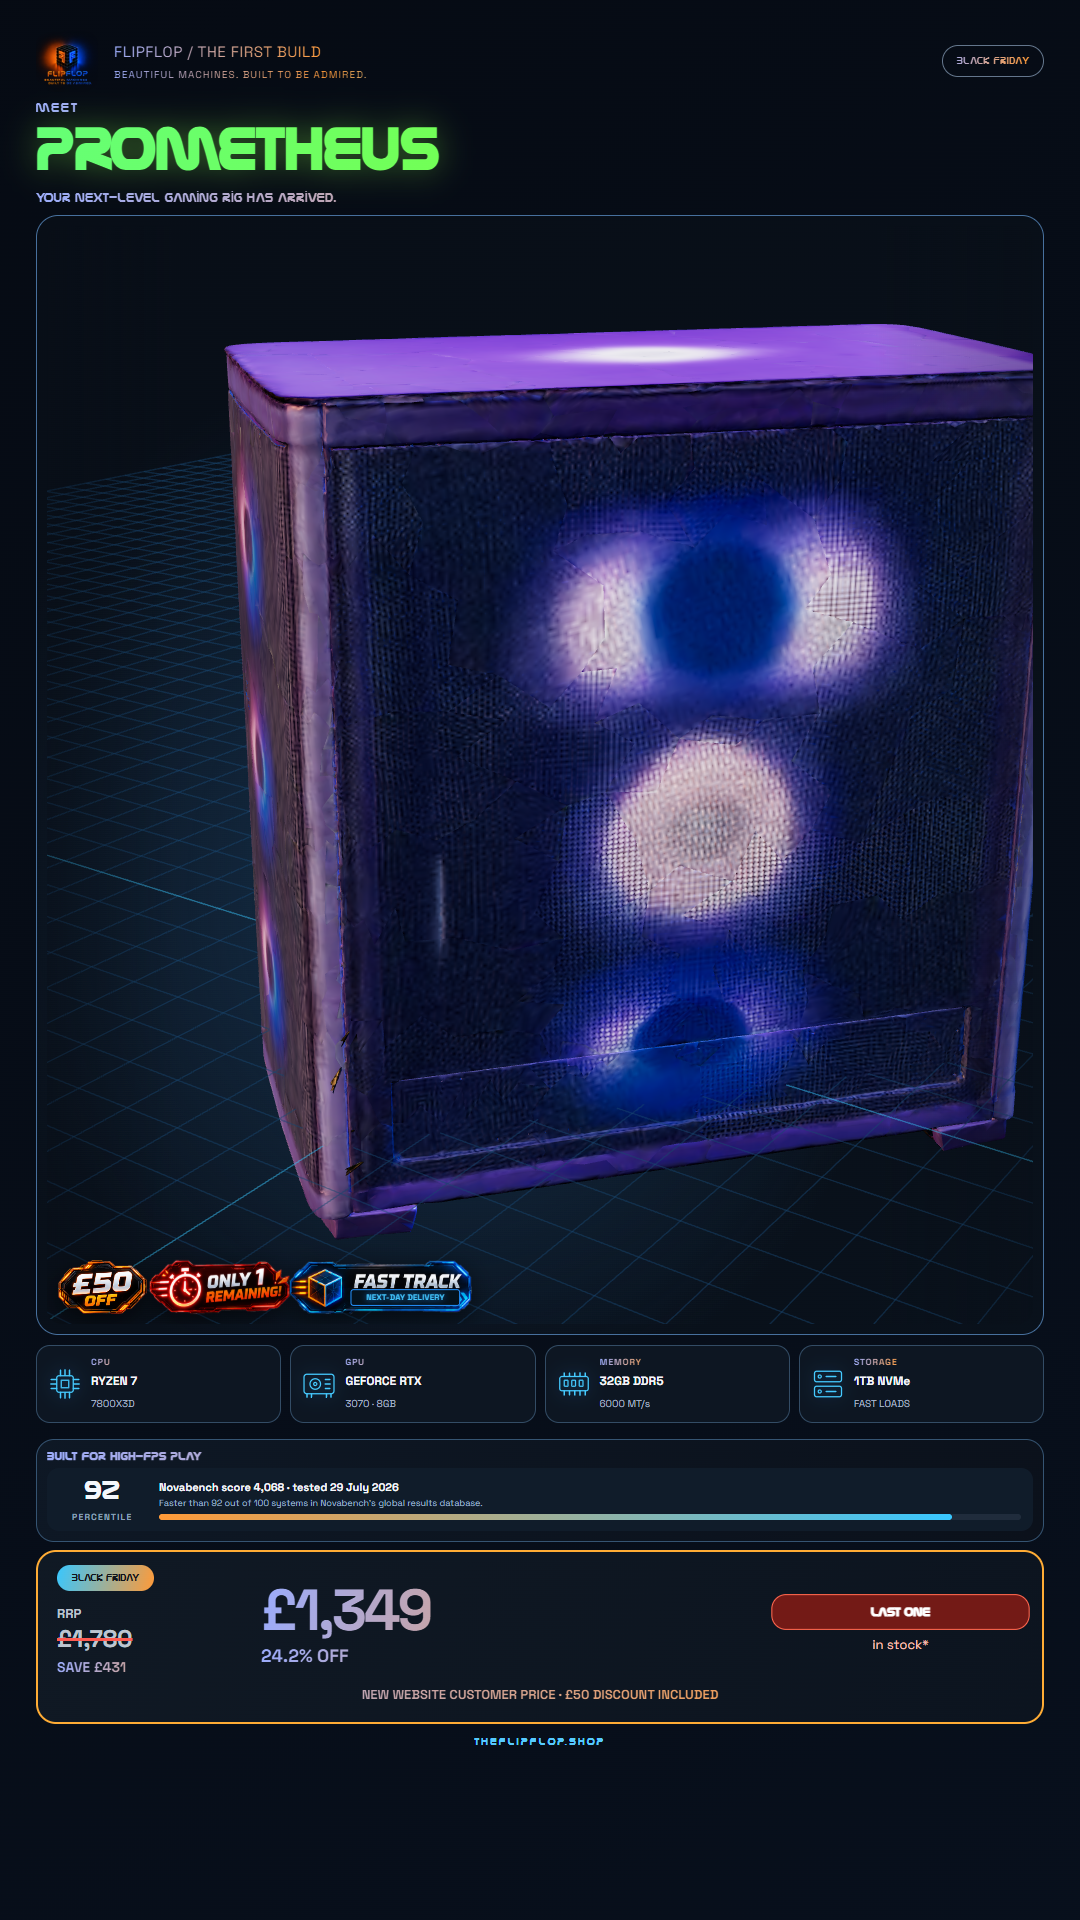 FLIPFLOP
FLIPFLOP / THE FIRST BUILD
BEAUTIFUL MACHINES. BUILT TO BE ADMIRED.
BLACK FRIDAY
MEET
PROMETHEUS
YOUR NEXT-LEVEL GAMING RIG HAS ARRIVED.
£50
OFF
ONLY 1
REMAINING!
FAST TRACK
NEXT-DAY DELIVERY
CPU
RYZEN 7
7800X3D
GPU
GEFORCE RTX
3070 · 8GB
MEMORY
32GB DDR5
6000 MT/s
STORAGE
1TB NVMe
FAST LOADS
BUILT FOR HIGH-FPS PLAY
92
PERCENTILE
Novabench score 4,068 · tested 29 July 2026
Faster than 92 out of 100 systems in Novabench's global results database.
BLACK FRIDAY
RRP
£1,780
SAVE £431
£1,349
24.2% OFF
LAST ONE
in stock*
NEW WEBSITE CUSTOMER PRICE · £50 DISCOUNT INCLUDED
THEFLIPFLOP.SHOP